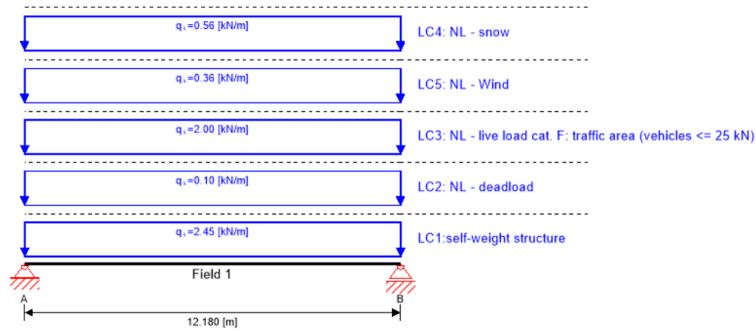 qₖ=0.56 [kN/m]
LC4: NL - snow
qₖ=0.36 [kN/m]
LC5: NL - Wind
qₖ=2.00 [kN/m]
LC3: NL - live load cat. F: traffic area (vehicles <= 25 kN)
qₖ=0.10 [kN/m]
LC2: NL - deadload
qₖ=2.45 [kN/m]
LC1:self-weight structure
Field 1
A
B
12.180 [m]